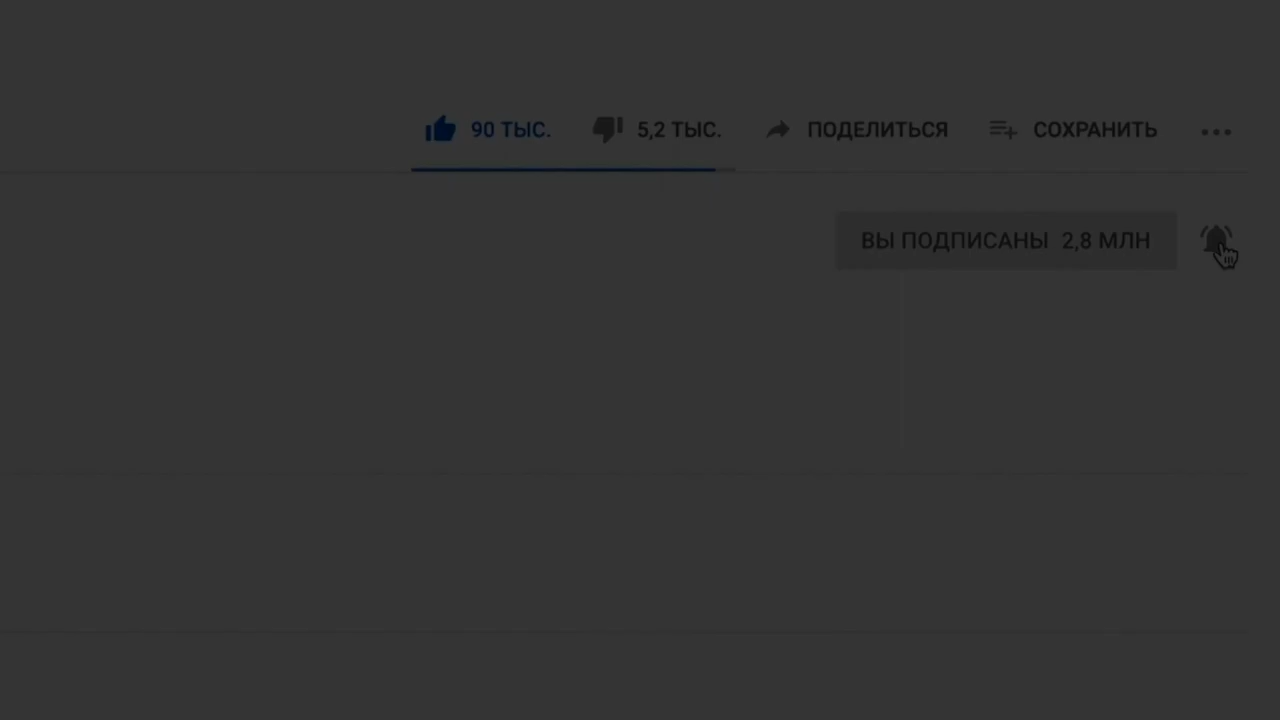 90 ТЫС. 5,2 ТЫС. ПОДЕЛИТЬСЯ СОХРАНИТЬ
ВЫ ПОДПИСАНЫ 2,8 МЛН